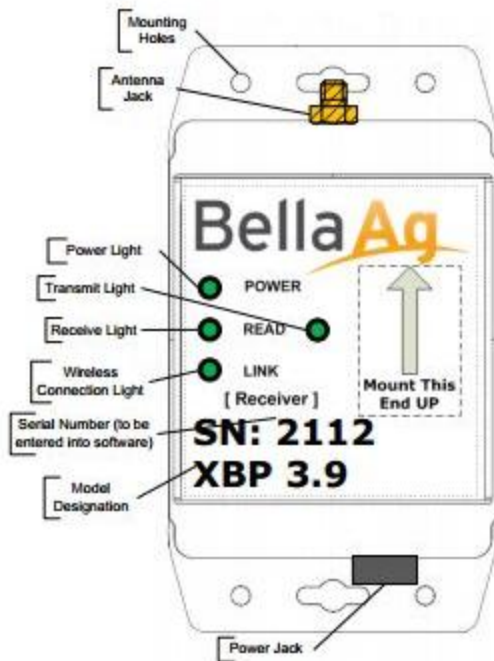 Mounting
Holes
Antenna
Jack
Bella Ag
Power Light
POWER
Transmit Light
Receive Light
READ
Wireless
Connection Light
LINK
Mount This
End UP
[ Receiver ]
Serial Number (to be
entered into software)
SN: 2112
XBP 3.9
Model
Designation
Power Jack